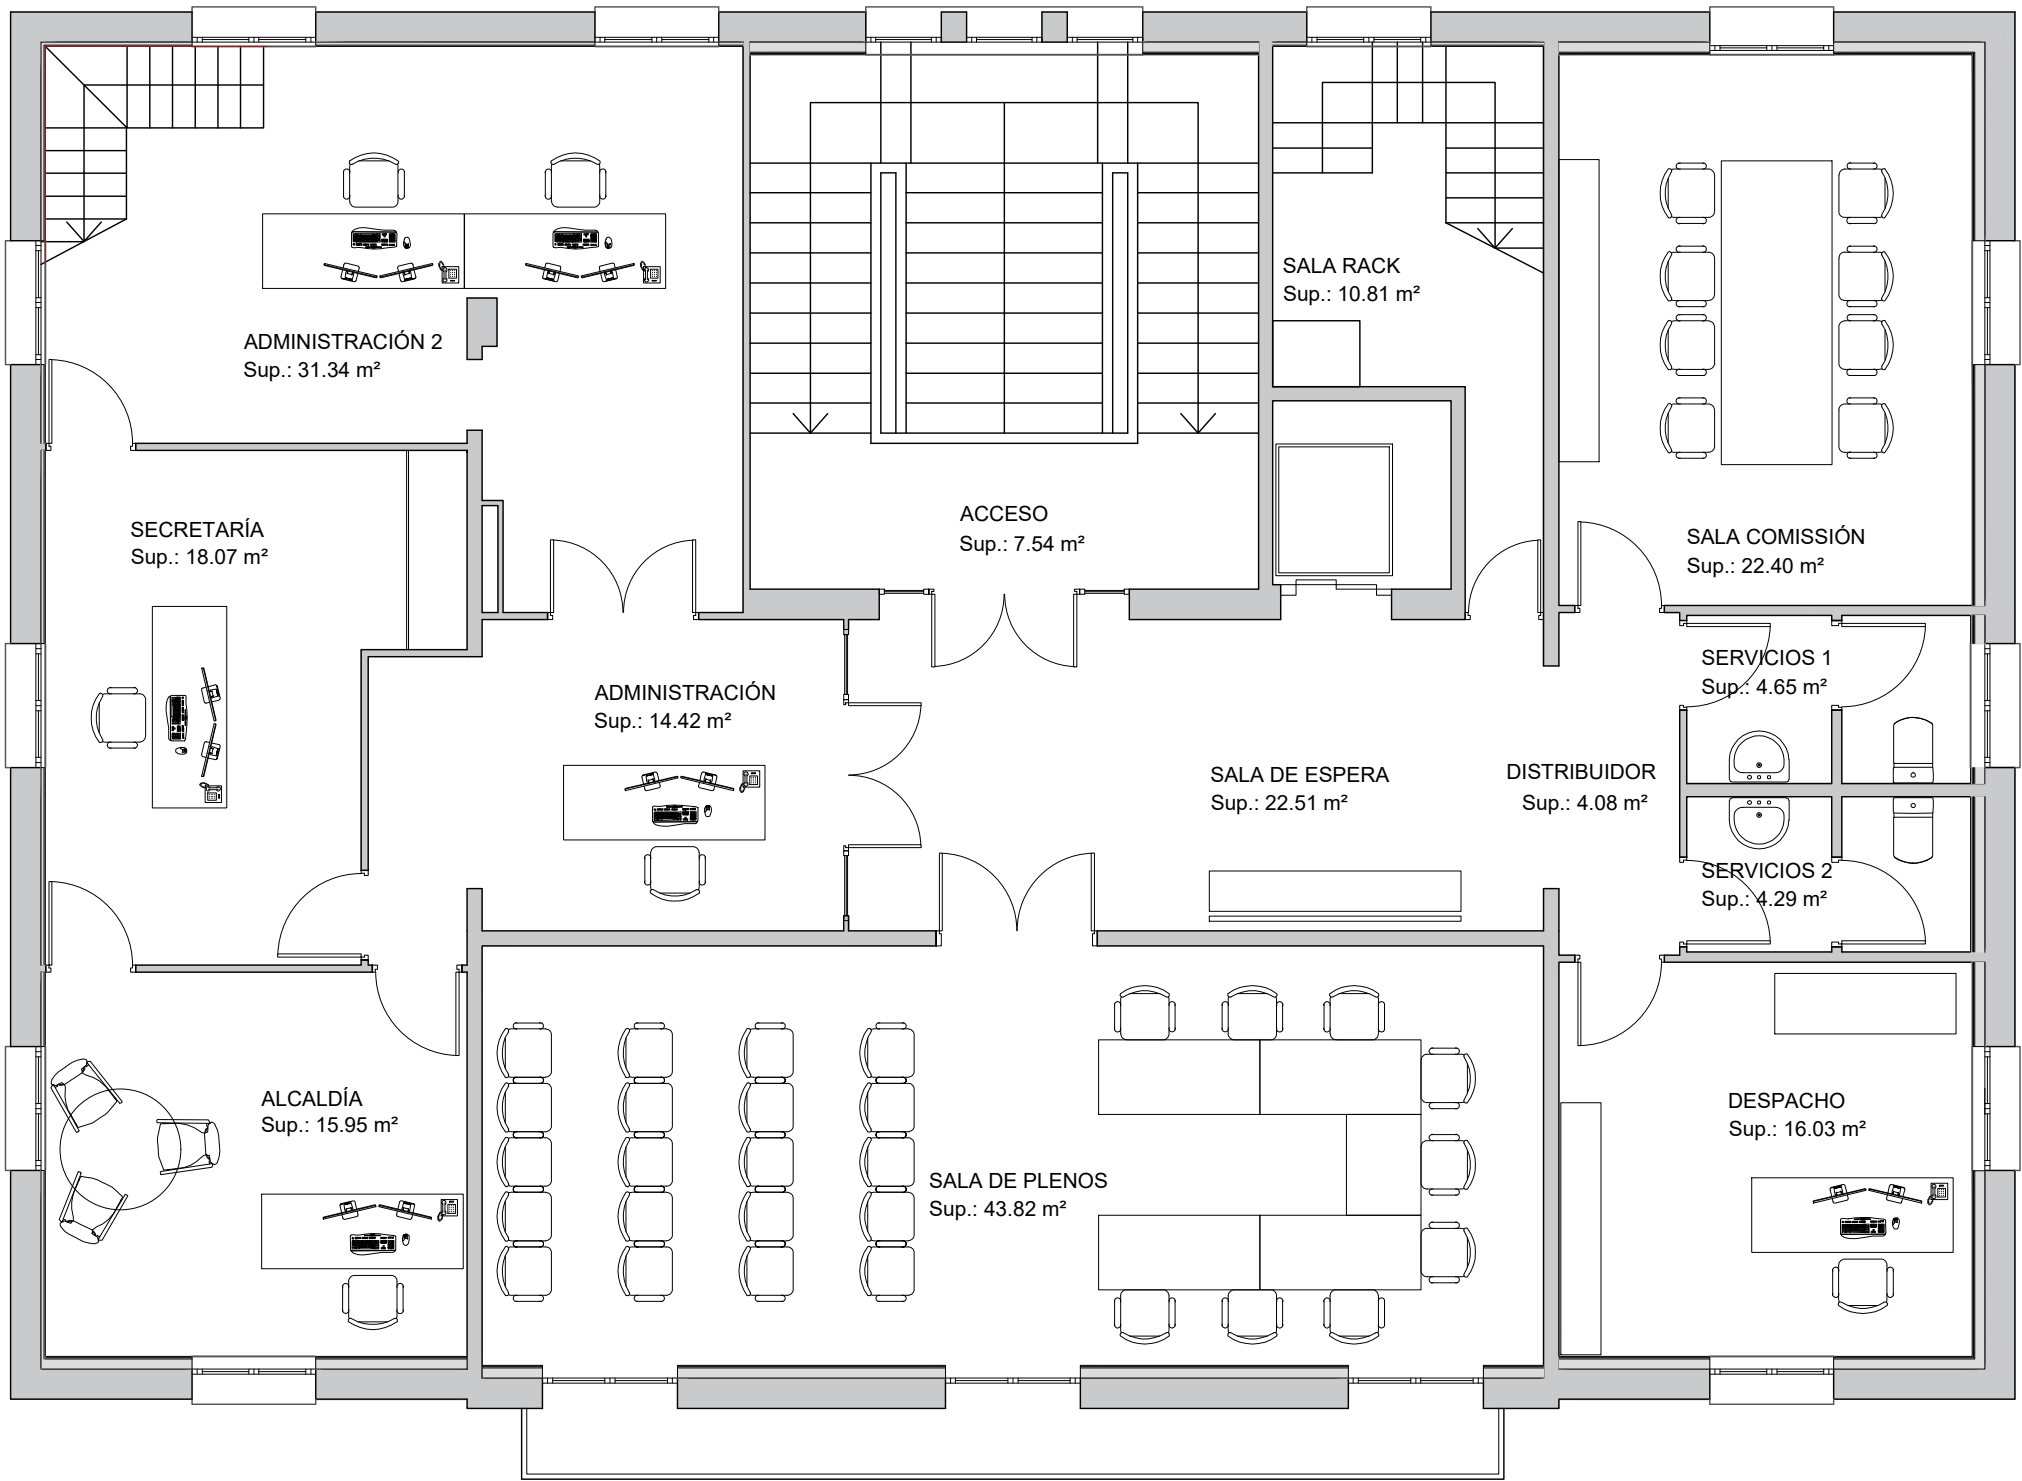 SALA RACK
Sup.: 10.81 m²
ADMINISTRACIÓN 2
Sup.: 31.34 m²
SECRETARÍA
Sup.: 18.07 m²
ACCESO
Sup.: 7.54 m²
SALA COMISSIÓN
Sup.: 22.40 m²
SERVICIOS 1
Sup.: 4.65 m²
ADMINISTRACIÓN
Sup.: 14.42 m²
SALA DE ESPERA
Sup.: 22.51 m²
DISTRIBUIDOR
Sup.: 4.08 m²
SERVICIOS 2
Sup.: 4.29 m²
ALCALDÍA
Sup.: 15.95 m²
DESPACHO
Sup.: 16.03 m²
SALA DE PLENOS
Sup.: 43.82 m²